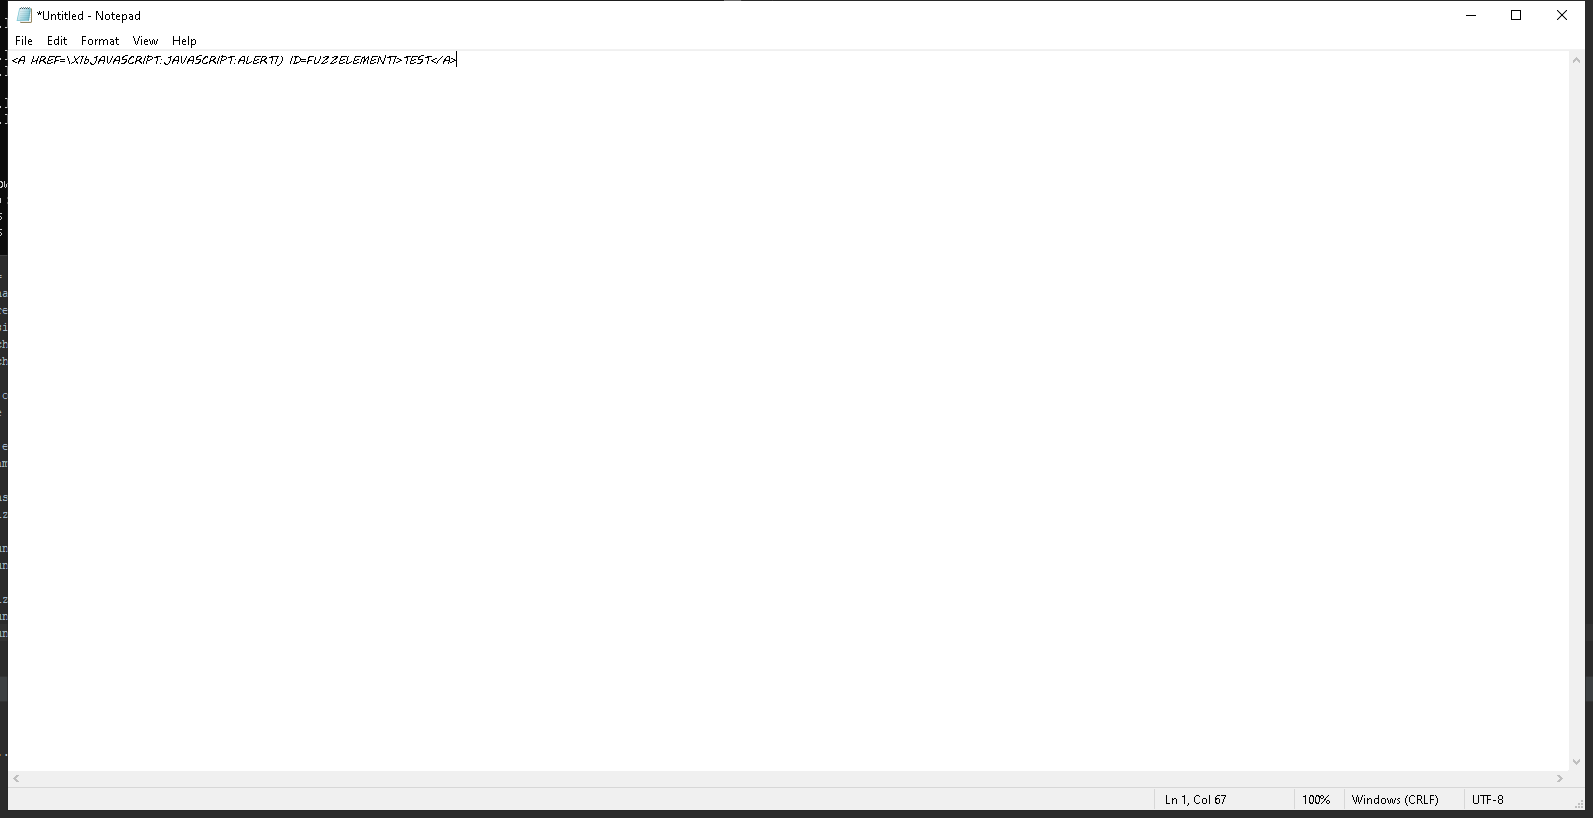 *Untitled - Notepad
File Edit Format View Help
<A HREF=\X16JAVASCRIPT:JAVASCRIPT:ALERT1) ID=FUZZELEMENT1>TEST</A>
Ln 1, Col 67 100% Windows (CRLF) UTF-8